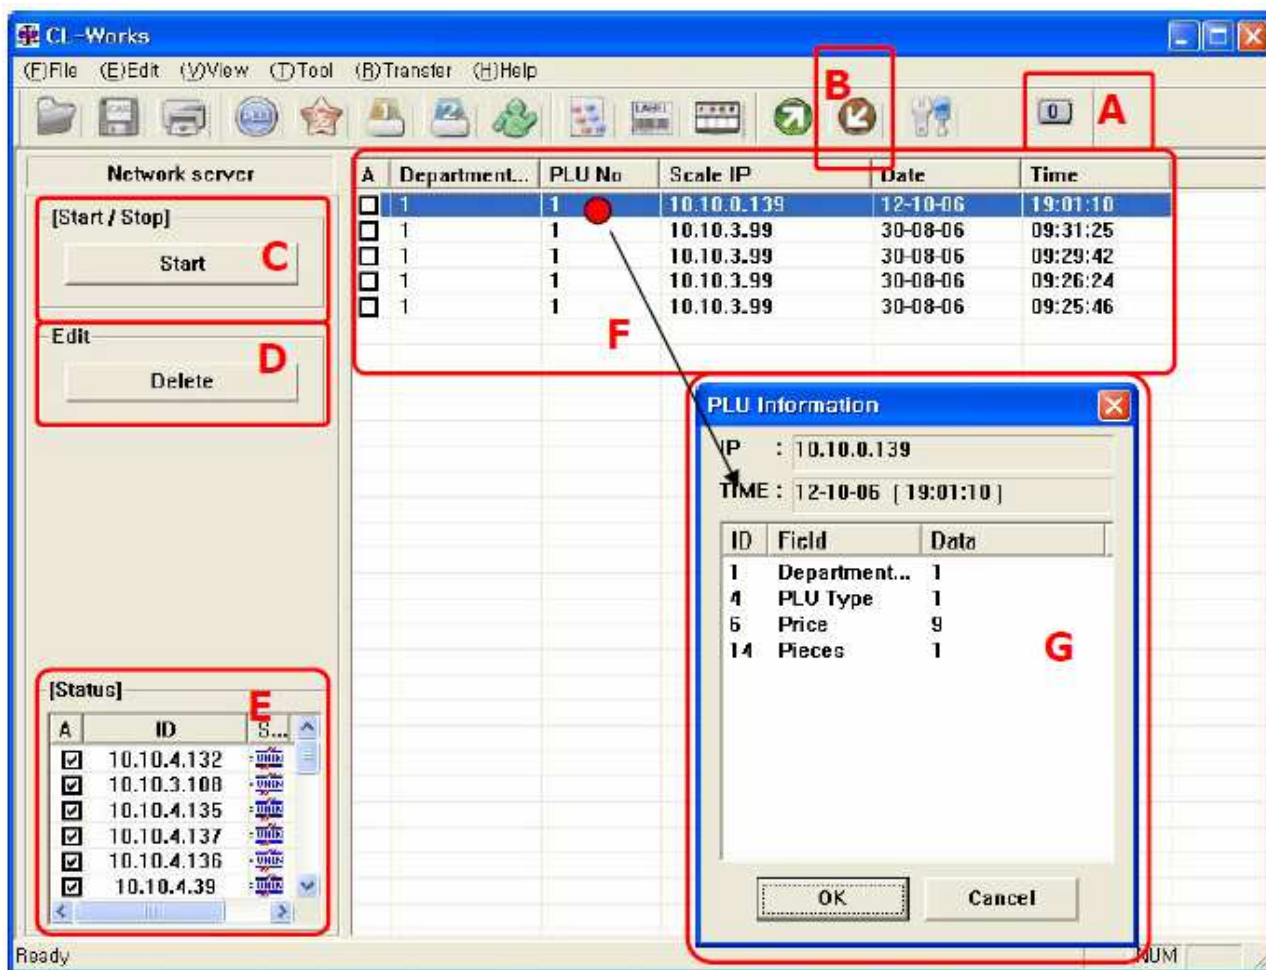 CL-Works
(F)File (E)Edit (V)View (T)Tool (R)Transfer (H)Help
B
0
A
LABEL
Network server
[Start / Stop]
Start
C
Edit
Delete
D
[Status]
E
A ID S...
10.10.4.132
10.10.3.108
10.10.4.135
10.10.4.137
10.10.4.136
10.10.4.39
A Department... PLU No Scale IP Date Time
1 1 10.10.0.139 12-10-06 19:01:10
1 1 10.10.3.99 30-08-06 09:31:25
1 1 10.10.3.99 30-08-06 09:29:42
1 1 10.10.3.99 30-08-06 09:26:24
1 1 10.10.3.99 30-08-06 09:25:46
F
PLU Information
IP : 10.10.0.139
TIME : 12-10-06 [ 19:01:10 ]
ID Field Data
1 Department... 1
4 PLU Type 1
6 Price 9
14 Pieces 1
G
OK Cancel
Ready
NUM